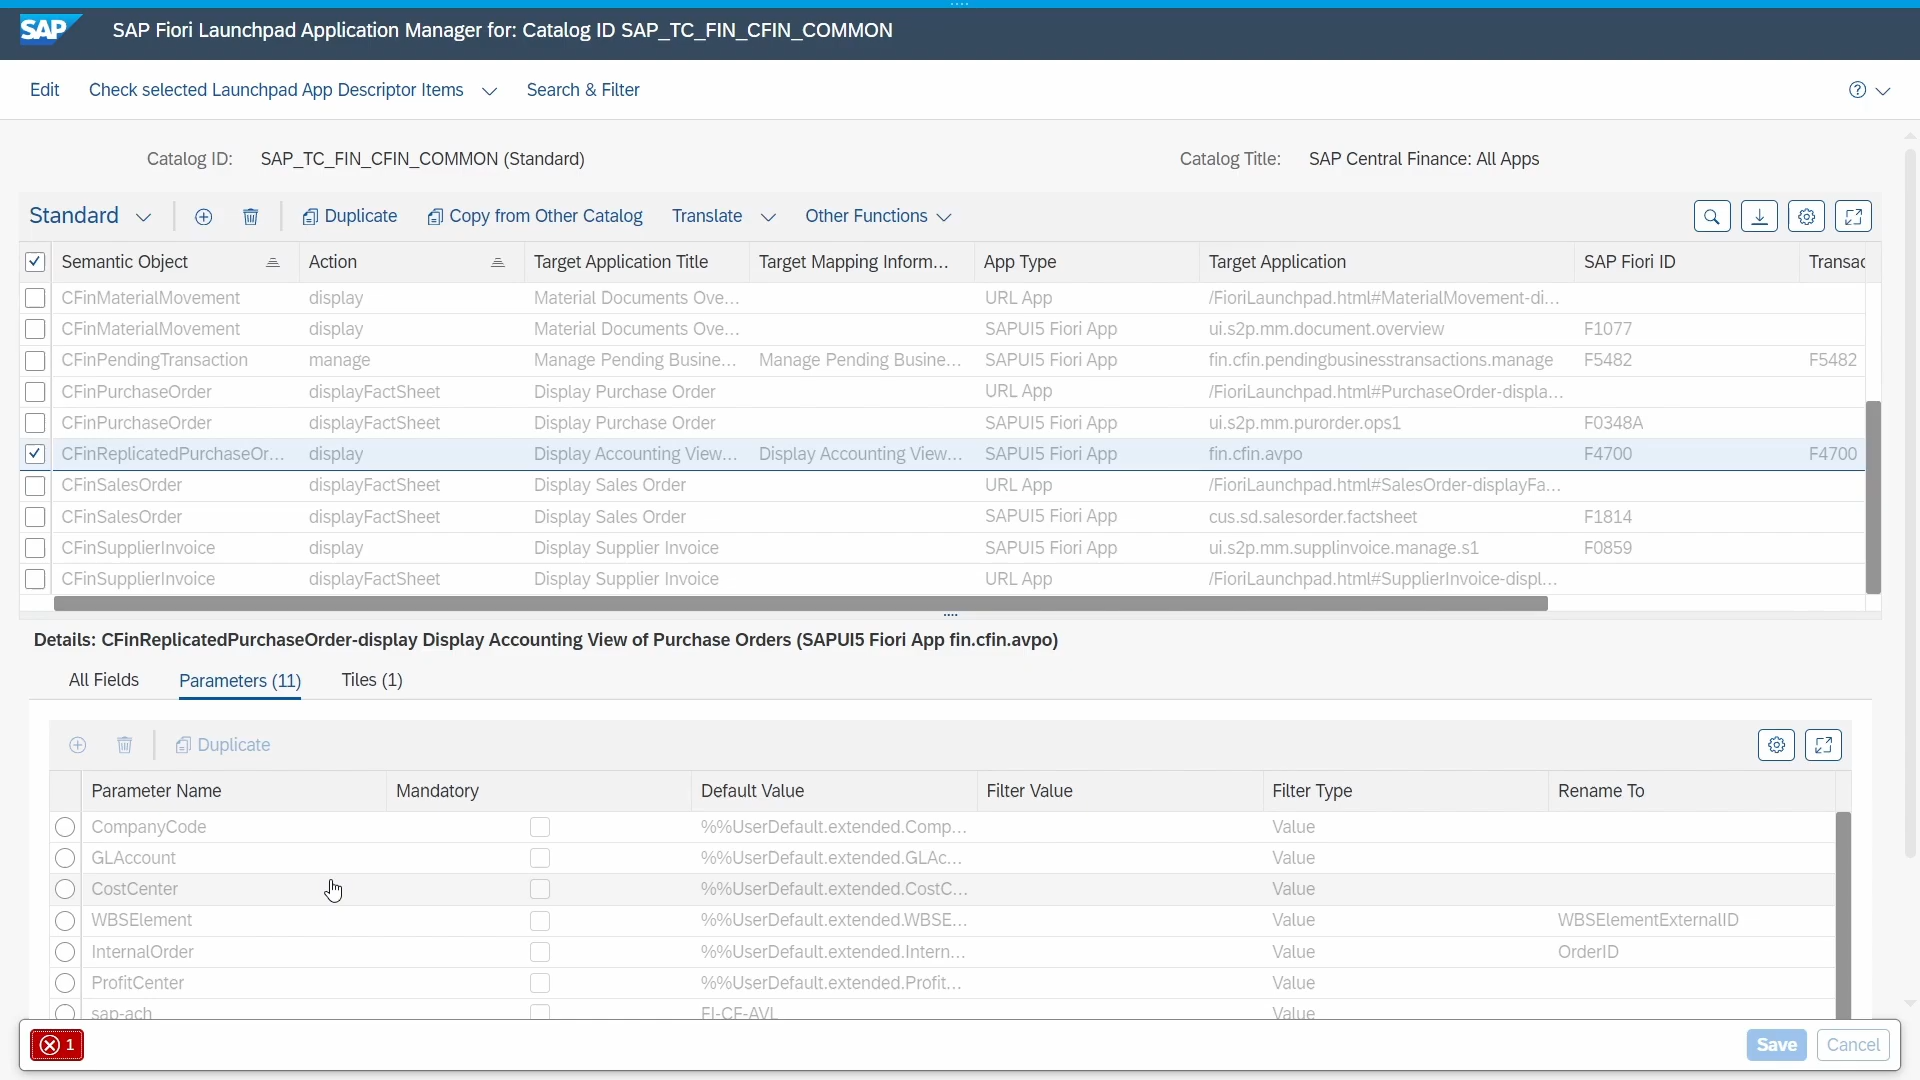 SAP SAP Fiori Launchpad Application Manager for: Catalog ID SAP_TC_FIN_CFIN_COMMON
Edit Check selected Launchpad App Descriptor Items Search & Filter
Catalog ID: SAP_TC_FIN_CFIN_COMMON (Standard) Catalog Title: SAP Central Finance: All Apps
Standard Duplicate Copy from Other Catalog Translate Other Functions
Semantic Object Action Target Application Title Target Mapping Inform... App Type Target Application SAP Fiori ID Transac
CFinMaterialMovement display Material Documents Ove... URL App /FioriLaunchpad.html#MaterialMovement-di...
CFinMaterialMovement display Material Documents Ove... SAPUI5 Fiori App ui.s2p.mm.document.overview F1077
CFinPendingTransaction manage Manage Pending Busine... Manage Pending Busine... SAPUI5 Fiori App fin.cfin.pendingbusinesstransactions.manage F5482 F5482
CFinPurchaseOrder displayFactSheet Display Purchase Order URL App /FioriLaunchpad.html#PurchaseOrder-displa...
CFinPurchaseOrder displayFactSheet Display Purchase Order SAPUI5 Fiori App ui.s2p.mm.purorder.ops1 F0348A
CFinReplicatedPurchaseOr... display Display Accounting View... Display Accounting View... SAPUI5 Fiori App fin.cfin.avpo F4700 F4700
CFinSalesOrder displayFactSheet Display Sales Order URL App /FioriLaunchpad.html#SalesOrder-displayFa...
CFinSalesOrder displayFactSheet Display Sales Order SAPUI5 Fiori App cus.sd.salesorder.factsheet F1814
CFinSupplierInvoice display Display Supplier Invoice SAPUI5 Fiori App ui.s2p.mm.supplinvoice.manage.s1 F0859
CFinSupplierInvoice displayFactSheet Display Supplier Invoice URL App /FioriLaunchpad.html#SupplierInvoice-displ...
Details: CFinReplicatedPurchaseOrder-display Display Accounting View of Purchase Orders (SAPUI5 Fiori App fin.cfin.avpo)
All Fields Parameters (11) Tiles (1)
Duplicate
Parameter Name Mandatory Default Value Filter Value Filter Type Rename To
CompanyCode %%UserDefault.extended.Comp... Value
GLAccount %%UserDefault.extended.GLAc... Value
CostCenter %%UserDefault.extended.CostC... Value
WBSElement %%UserDefault.extended.WBSE... Value WBSElementExternalID
InternalOrder %%UserDefault.extended.Intern... Value OrderID
ProfitCenter %%UserDefault.extended.Profit... Value
sap-ach FI-CF-AVL Value
1 Save Cancel